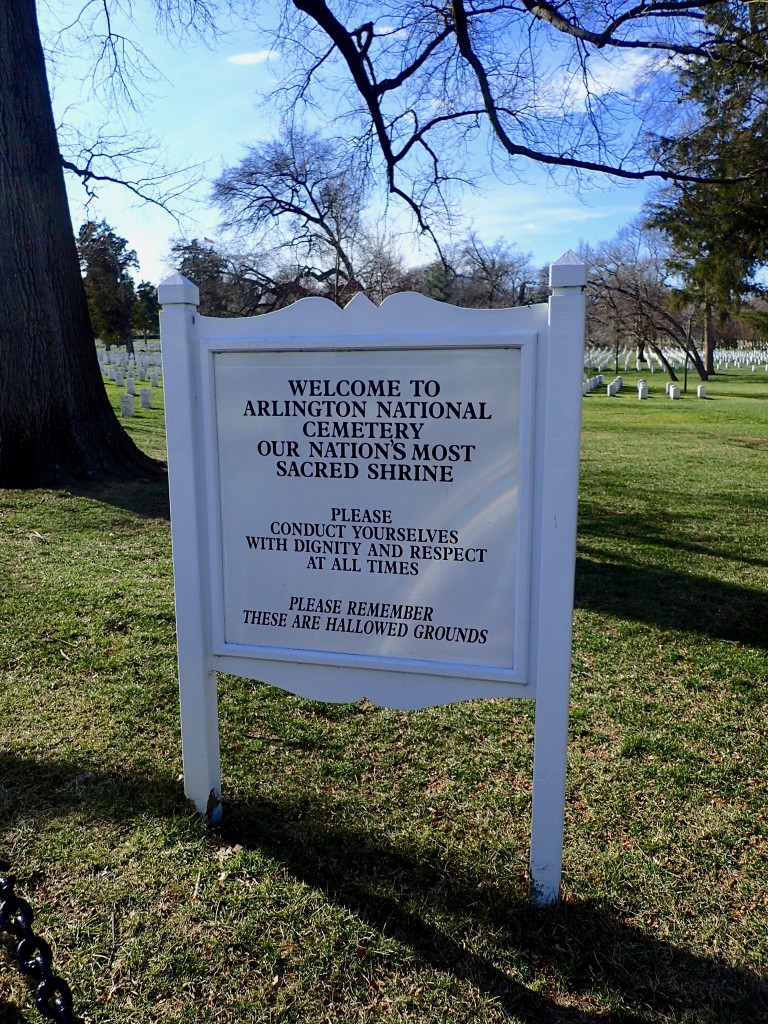 WELCOME TO
ARLINGTON NATIONAL
CEMETERY
OUR NATION'S MOST
SACRED SHRINE
PLEASE
CONDUCT YOURSELVES
WITH DIGNITY AND RESPECT
AT ALL TIMES
PLEASE REMEMBER
THESE ARE HALLOWED GROUNDS